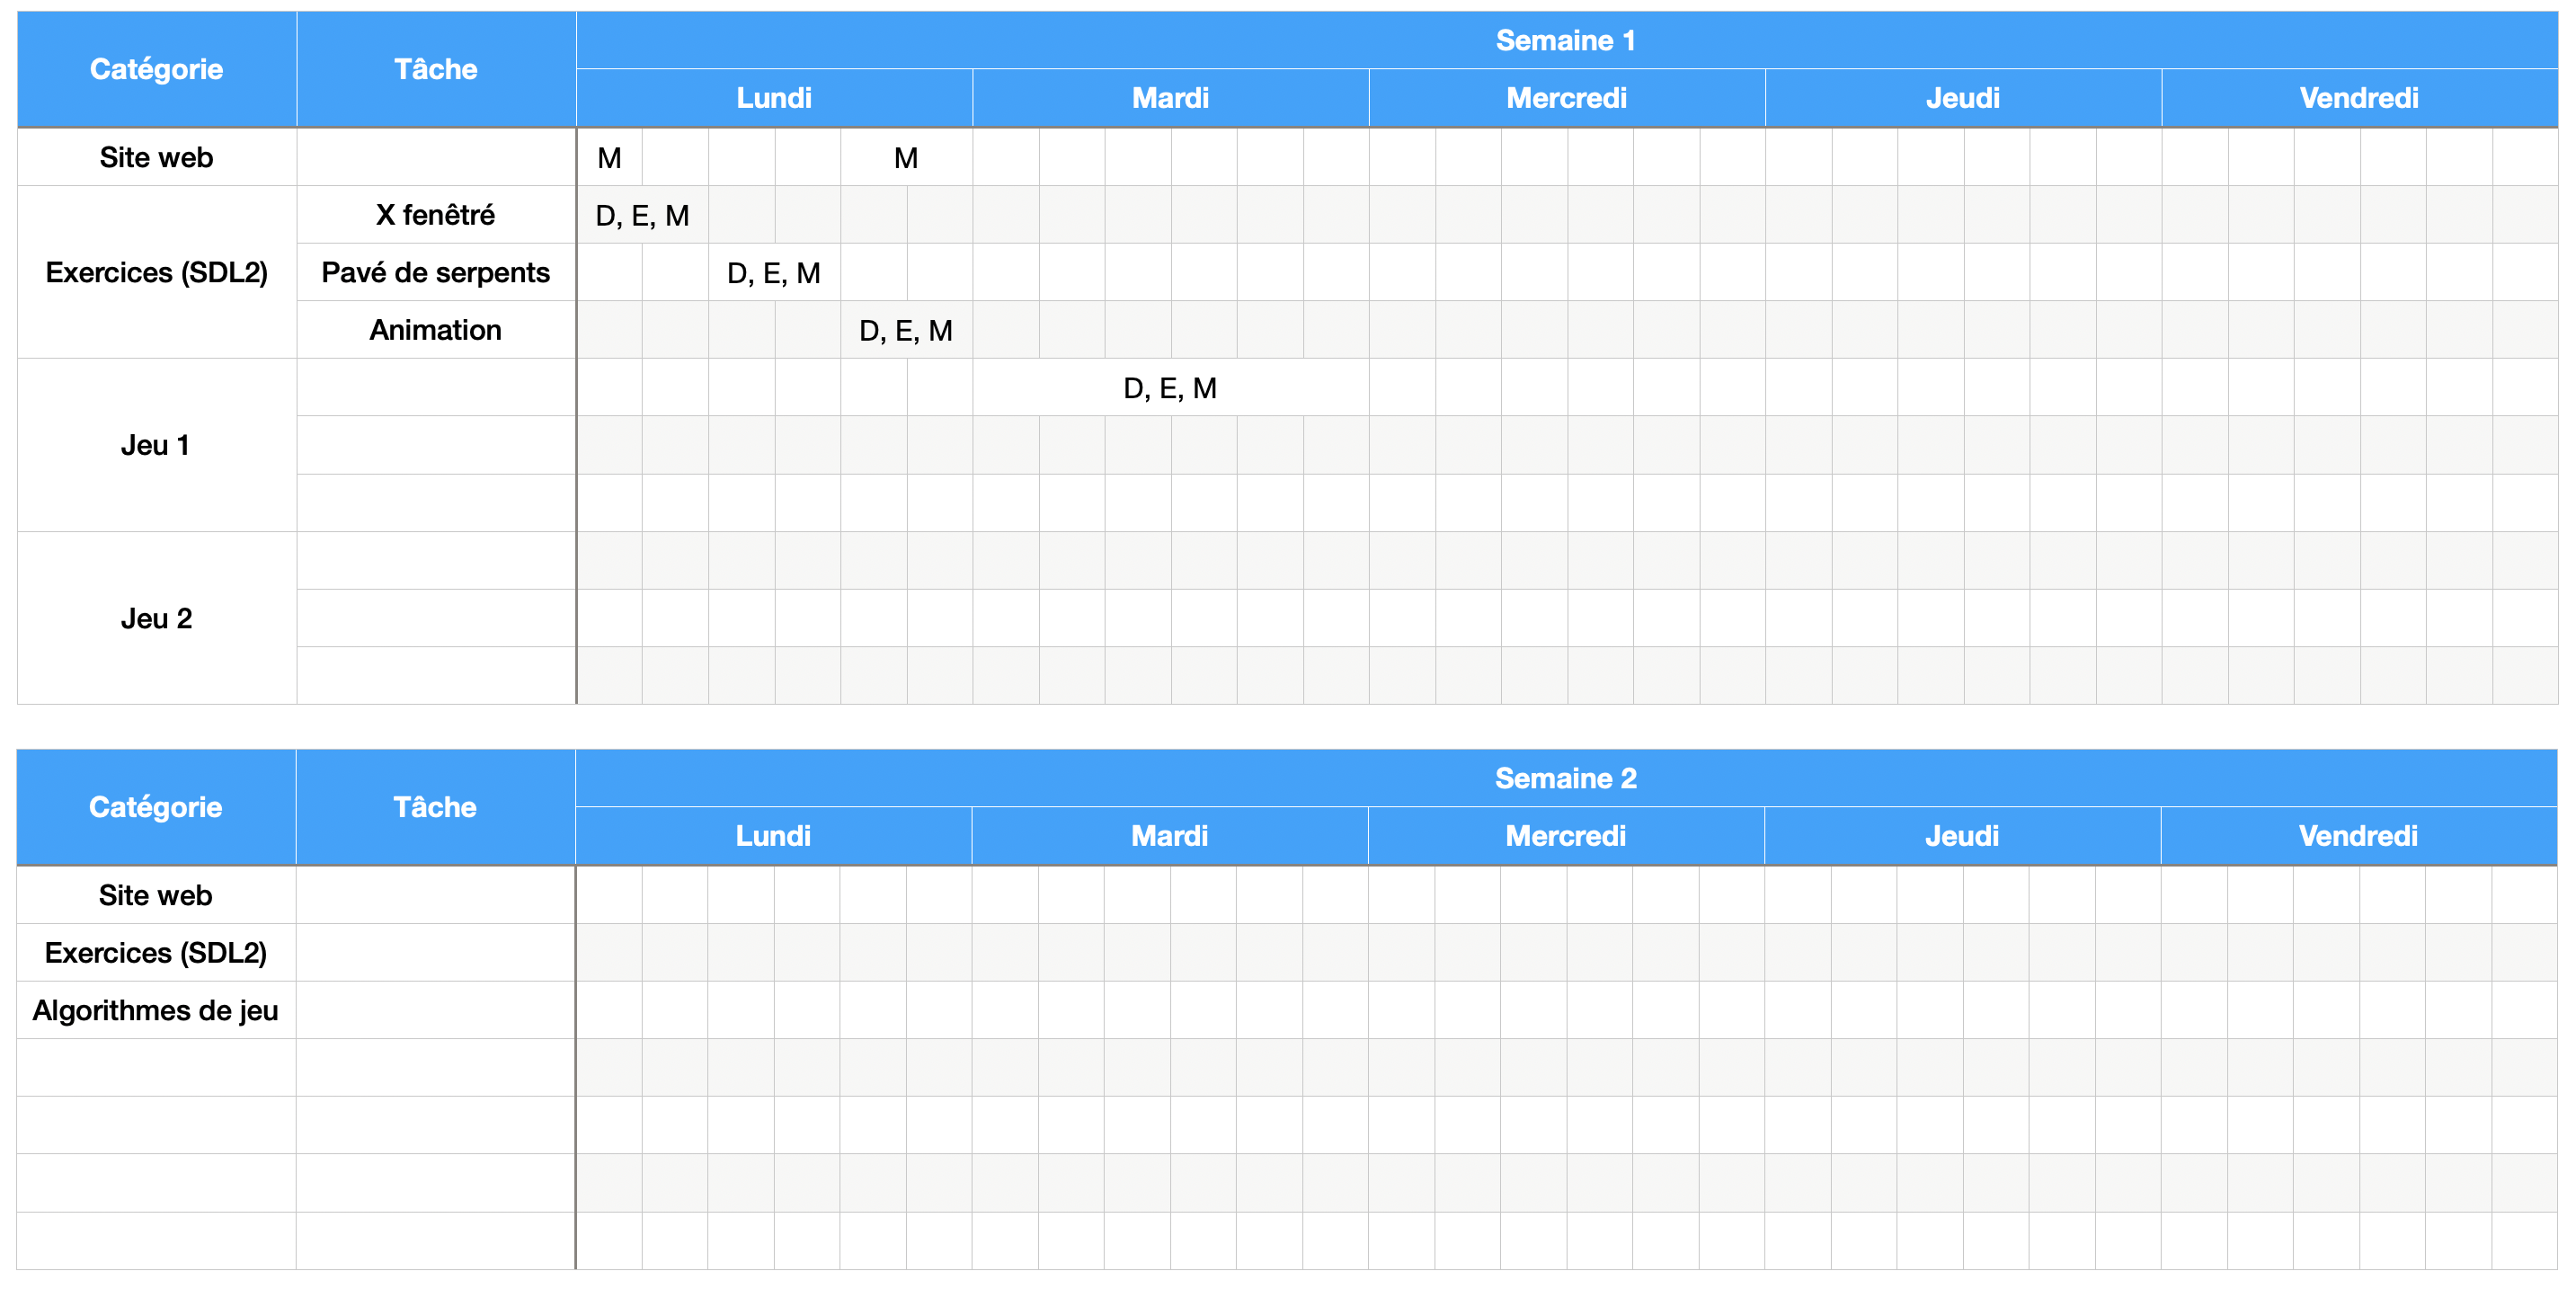 Catégorie Tâche Semaine 1
Lundi Mardi Mercredi Jeudi Vendredi
Site web M M
Exercices (SDL2) X fenêtré D, E, M
Pavé de serpents D, E, M
Animation D, E, M
Jeu 1 D, E, M
Jeu 2
Catégorie Tâche Semaine 2
Lundi Mardi Mercredi Jeudi Vendredi
Site web
Exercices (SDL2)
Algorithmes de jeu